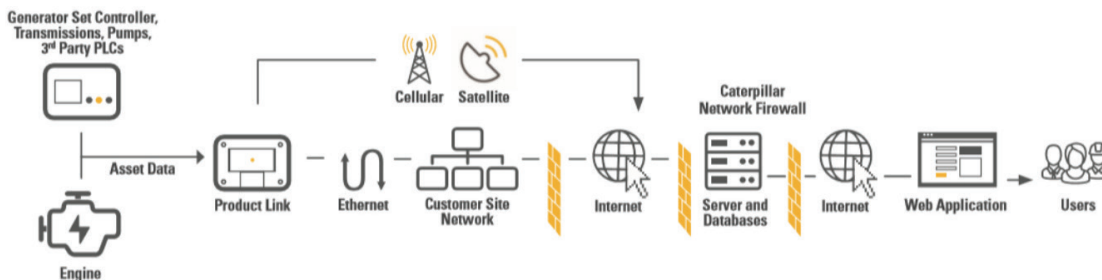 Generator Set Controller,
Transmissions, Pumps,
3rd Party PLCs
Cellular
Satellite
Caterpillar
Network Firewall
Asset Data
Product Link
Ethernet
Customer Site
Network
Internet
Server and
Databases
Internet
Web Application
Users
Engine